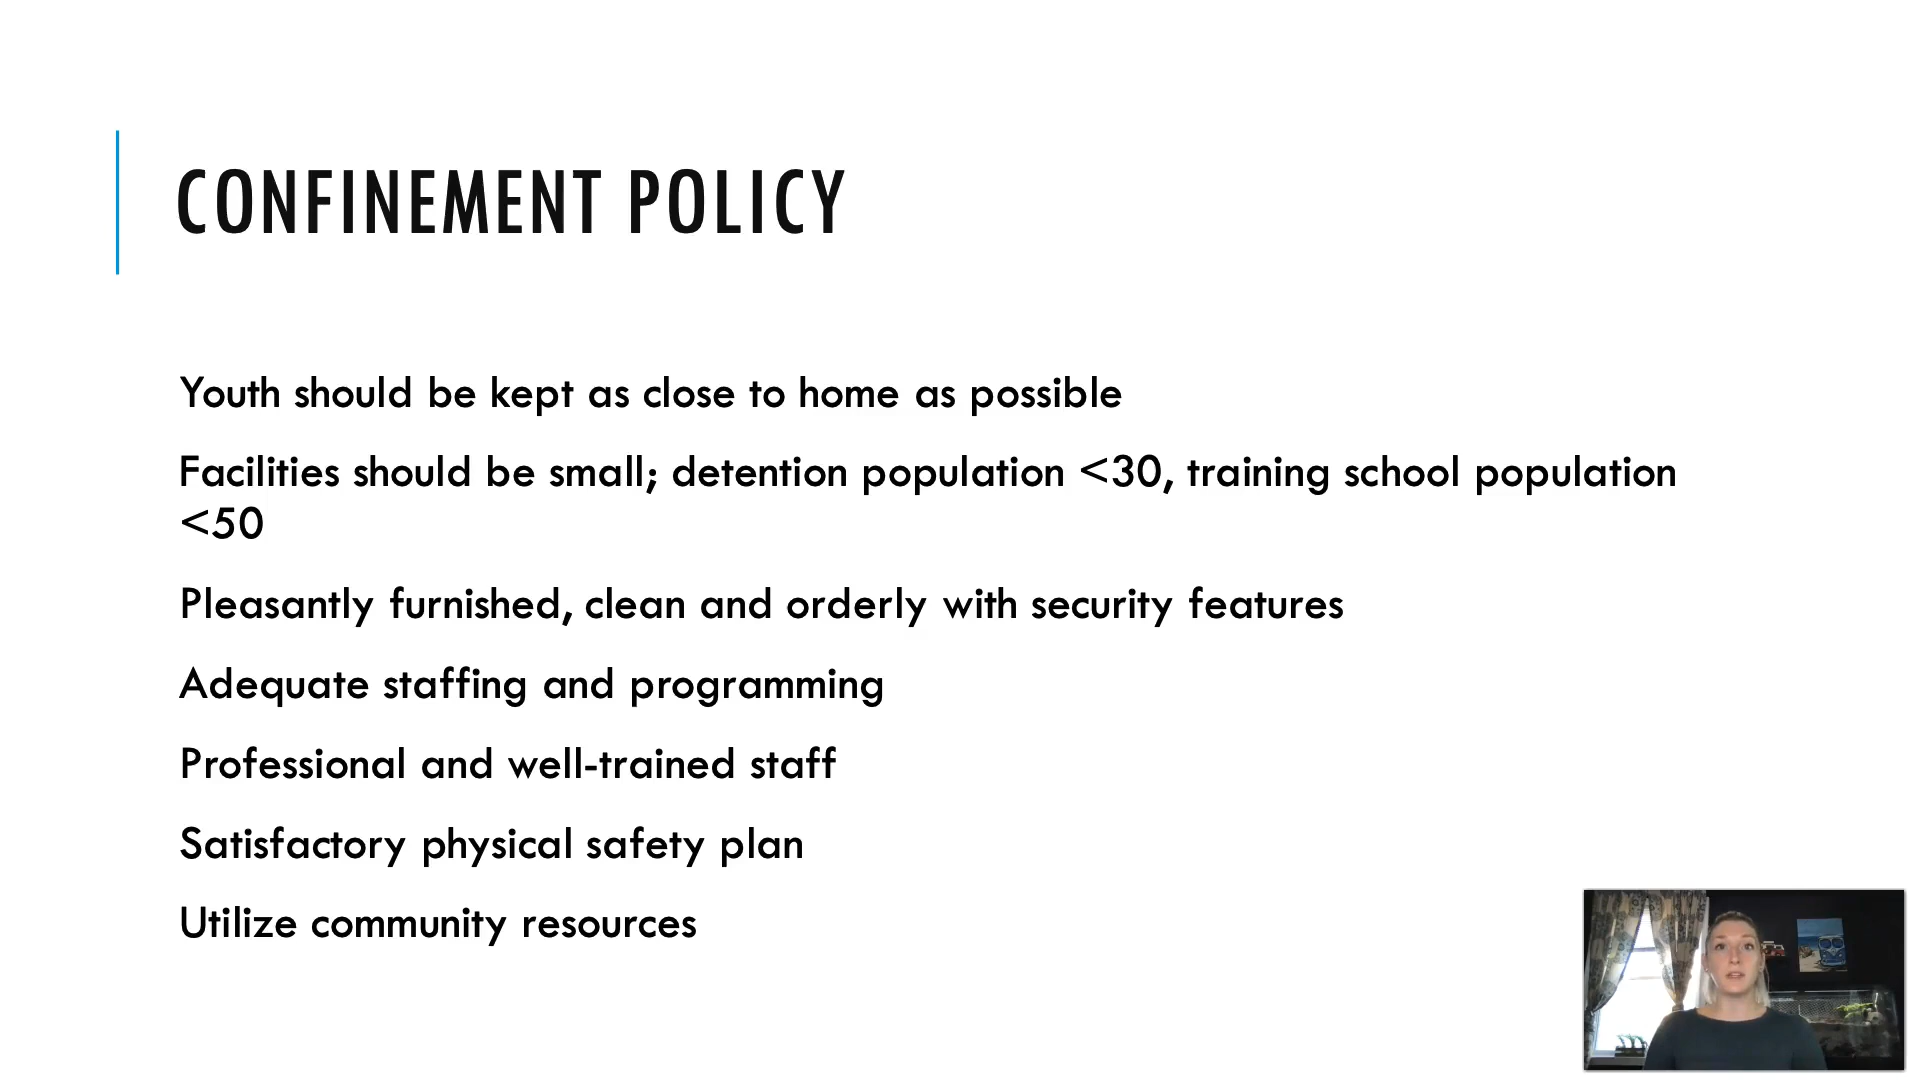 CONFINEMENT POLICY
Youth should be kept as close to home as possible
Facilities should be small; detention population <30, training school population
<50
Pleasantly furnished, clean and orderly with security features
Adequate staffing and programming
Professional and well-trained staff
Satisfactory physical safety plan
Utilize community resources